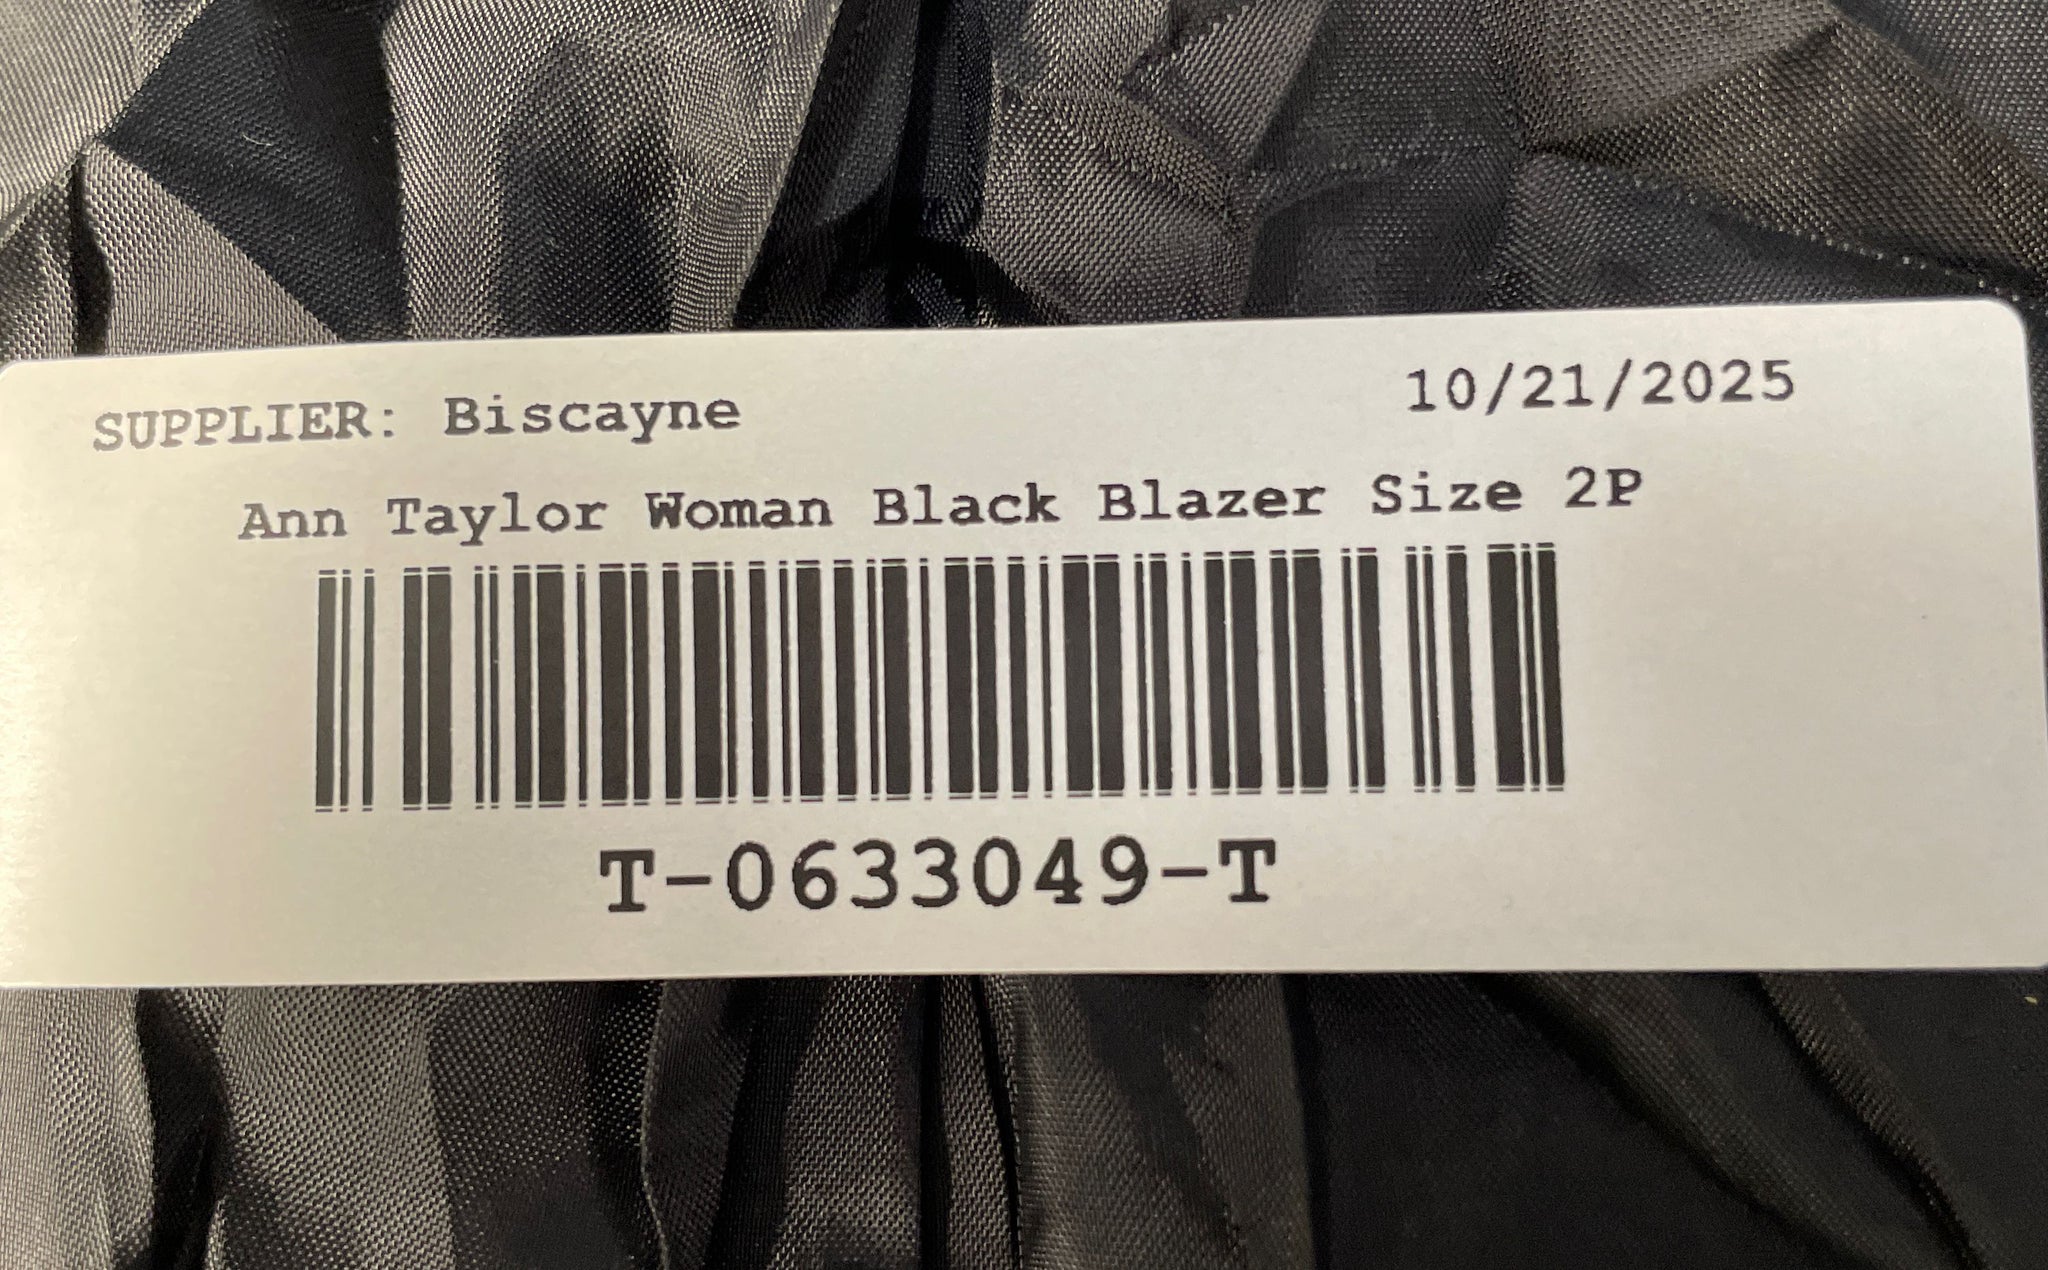 SUPPLIER: Biscayne 10/21/2025
Ann Taylor Woman Black Blazer Size 2P
T-0633049-T